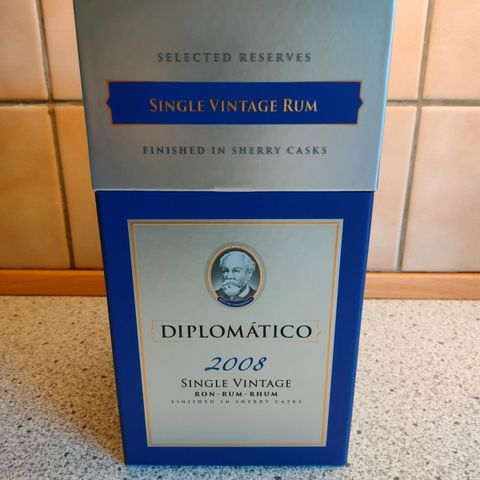 SELECTED RESERVES
SINGLE VINTAGE RUM
FINISHED IN SHERRY CASKS
DIPLOMÁTICO
2008
SINGLE VINTAGE
RON-RUM-RHUM
FINISHED IN SHERRY CASKS